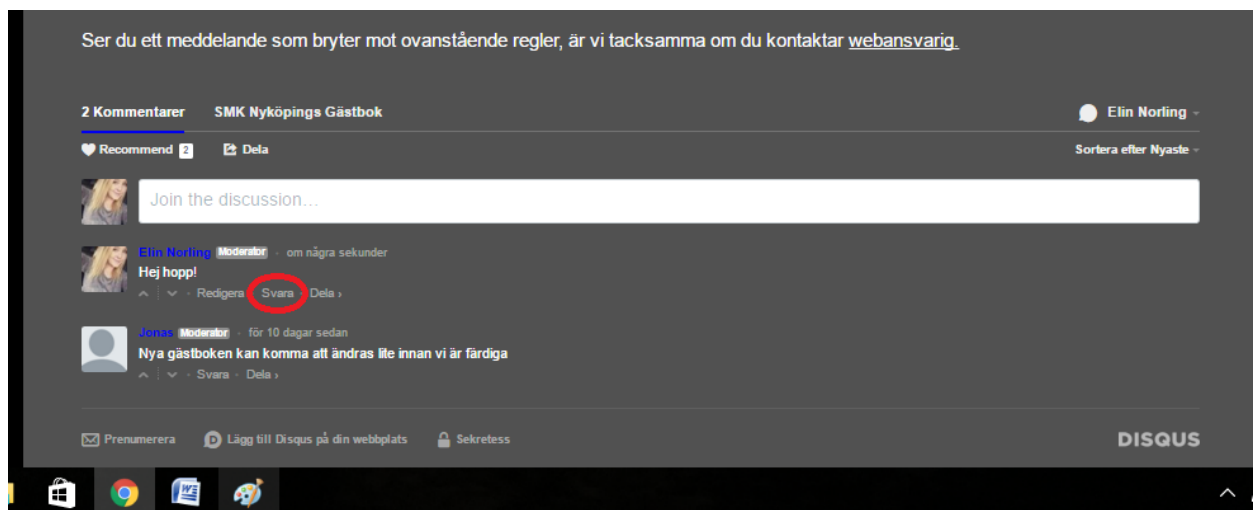 Ser du ett meddelande som bryter mot ovanstående regler, är vi tacksamma om du kontaktar webansvarig.
2 Kommentarer SMK Nyköpings Gästbok Elin Norling
Recommend 2 Dela Sortera efter Nyaste
Join the discussion...
Elin Norling Moderator · om några sekunder
Hej hopp!
Redigera · Svara · Dela ›
Jonas Moderator · för 10 dagar sedan
Nya gästboken kan komma att ändras lite innan vi är färdiga
Svara · Dela ›
Prenumerera D Lägg till Disqus på din webbplats Sekretess DISQUS